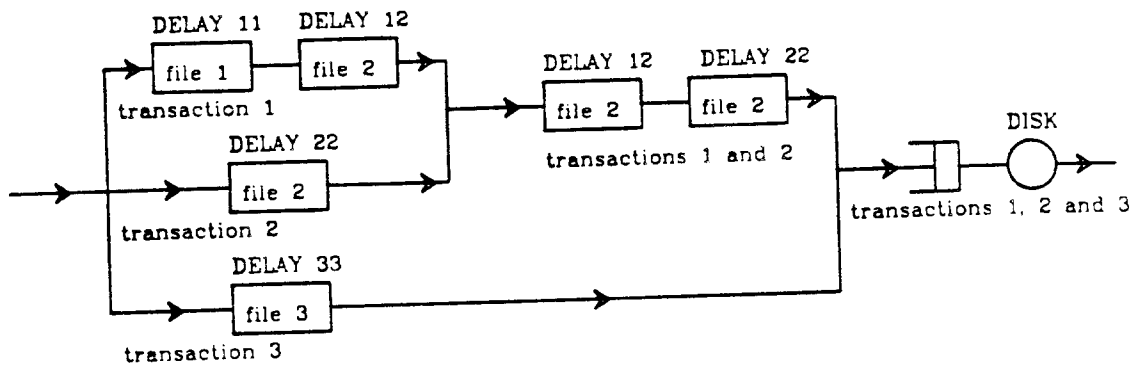 DELAY 11
DELAY 12
file 1
file 2
transaction 1
DELAY 12
DELAY 22
file 2
file 2
transactions 1 and 2
DELAY 22
file 2
transaction 2
DISK
transactions 1, 2 and 3
DELAY 33
file 3
transaction 3